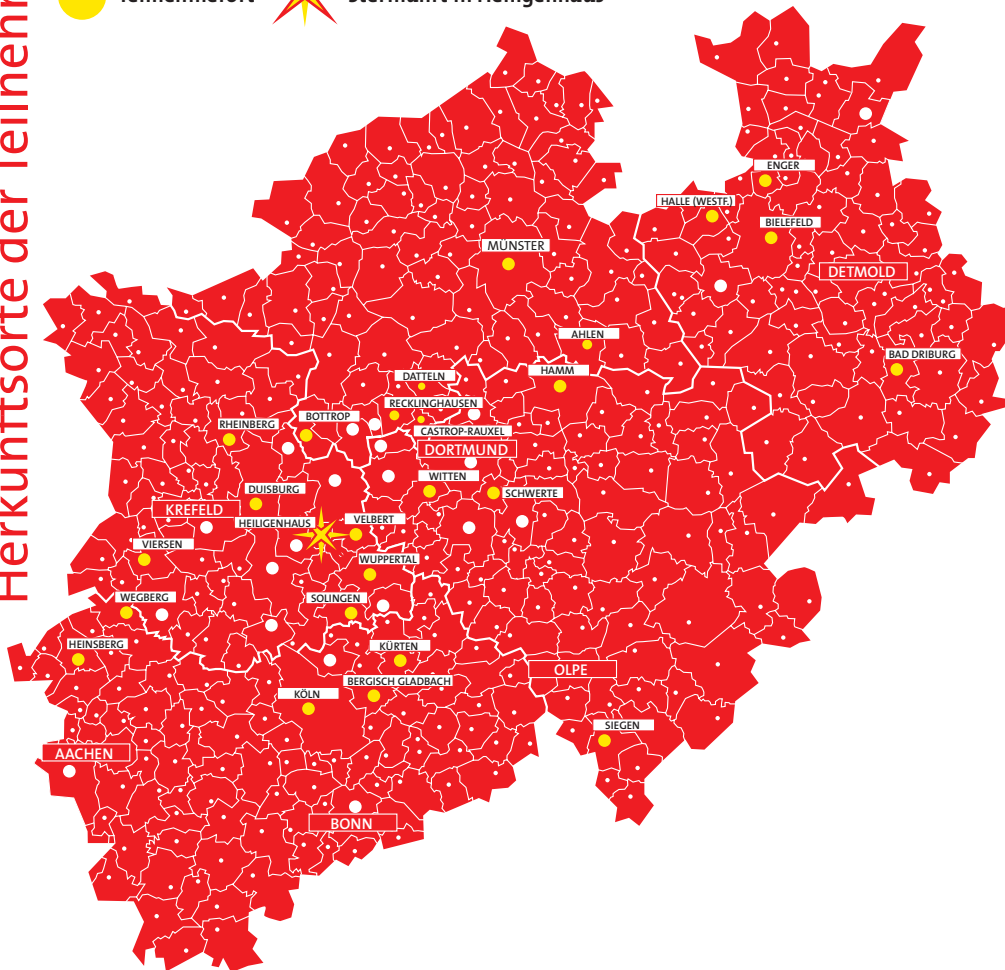 Herkunftsorte der
ENGER
HALLE (WESTF.)
BIELEFELD
MÜNSTER
DETMOLD
AHLEN
BAD DRIBURG
HAMM
DATTELN
RECKLINGHAUSEN
BOTTROP
RHEINBERG
CASTROP-RAUXEL
DORTMUND
WITTEN
DUISBURG
SCHWERTE
KREFELD
HEILIGENHAUS
VELBERT
VIERSEN
WUPPERTAL
WEGBERG
SOLINGEN
HEINSBERG
KÜRTEN
OLPE
BERGISCH GLADBACH
KÖLN
SIEGEN
AACHEN
BONN